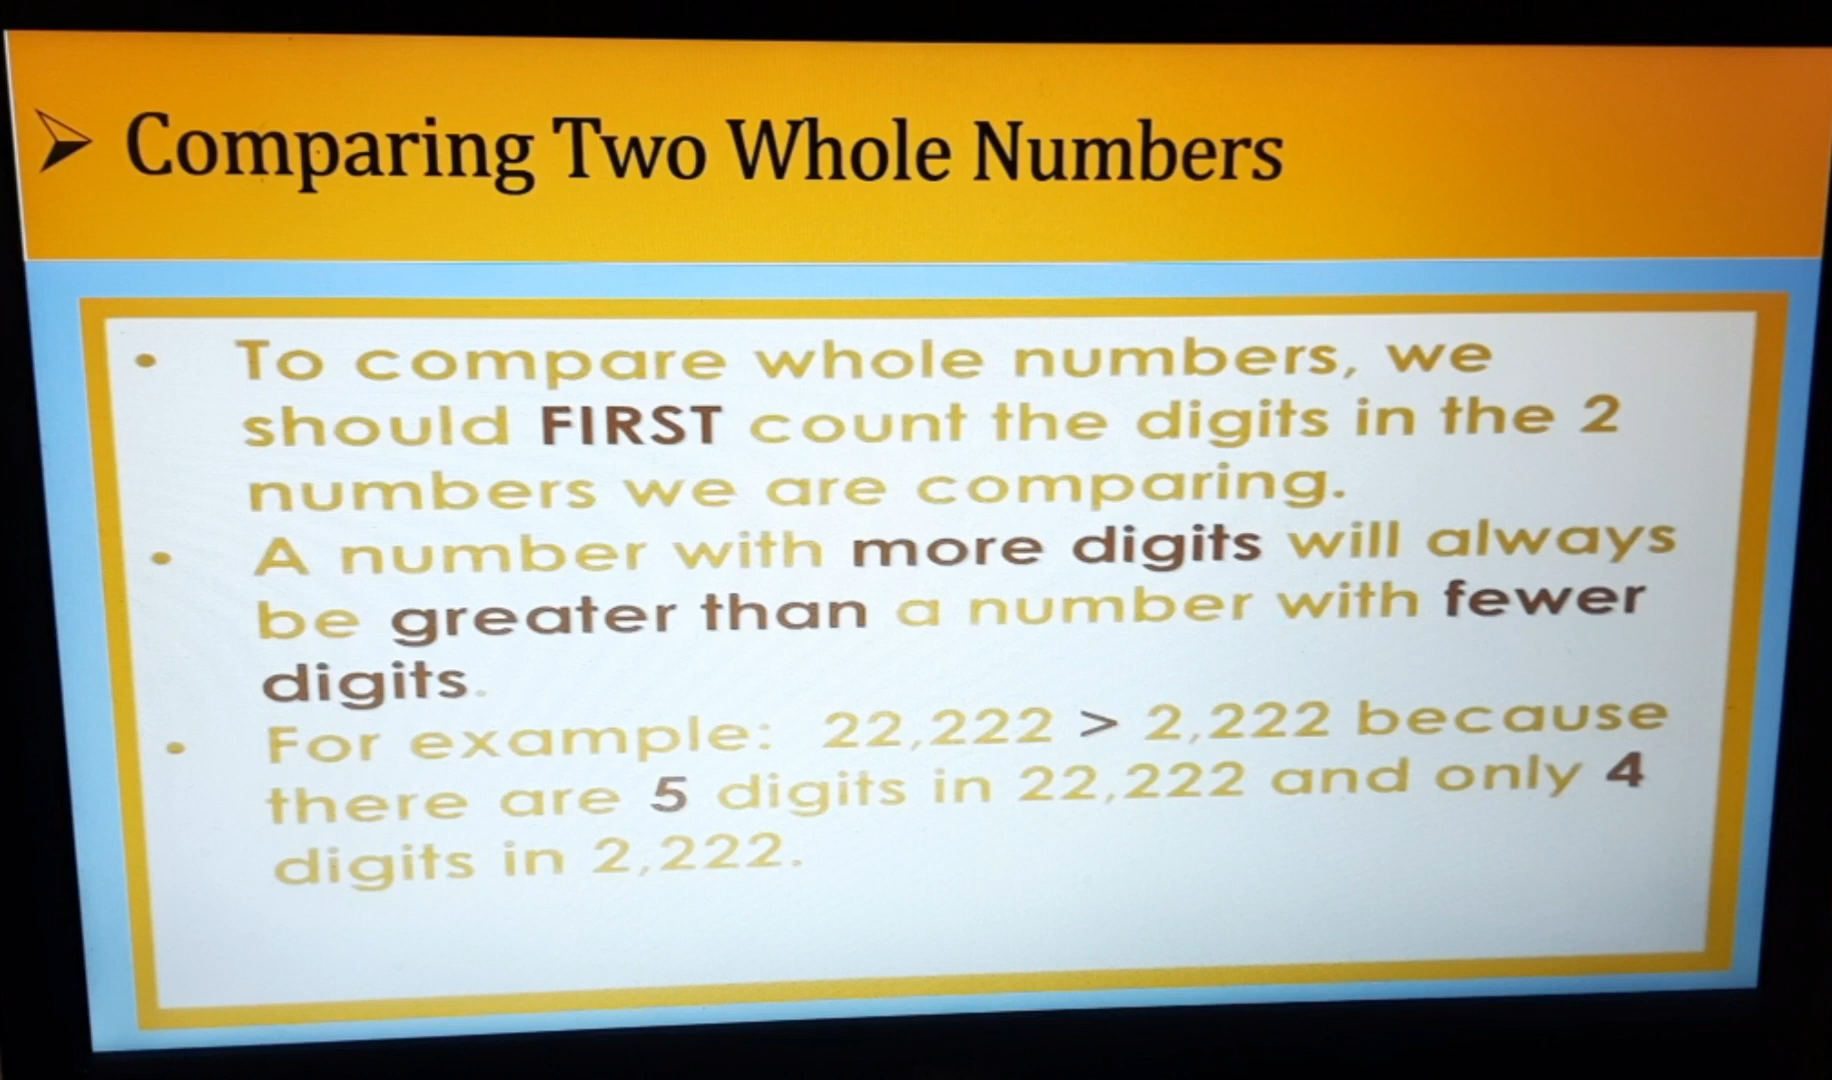 Comparing Two Whole Numbers
• To compare whole numbers, we
should FIRST count the digits in the 2
numbers we are comparing.
• A number with more digits will always
be greater than a number with fewer
digits.
• For example: 22,222 > 2,222 because
there are 5 digits in 22,222 and only 4
digits in 2,222.